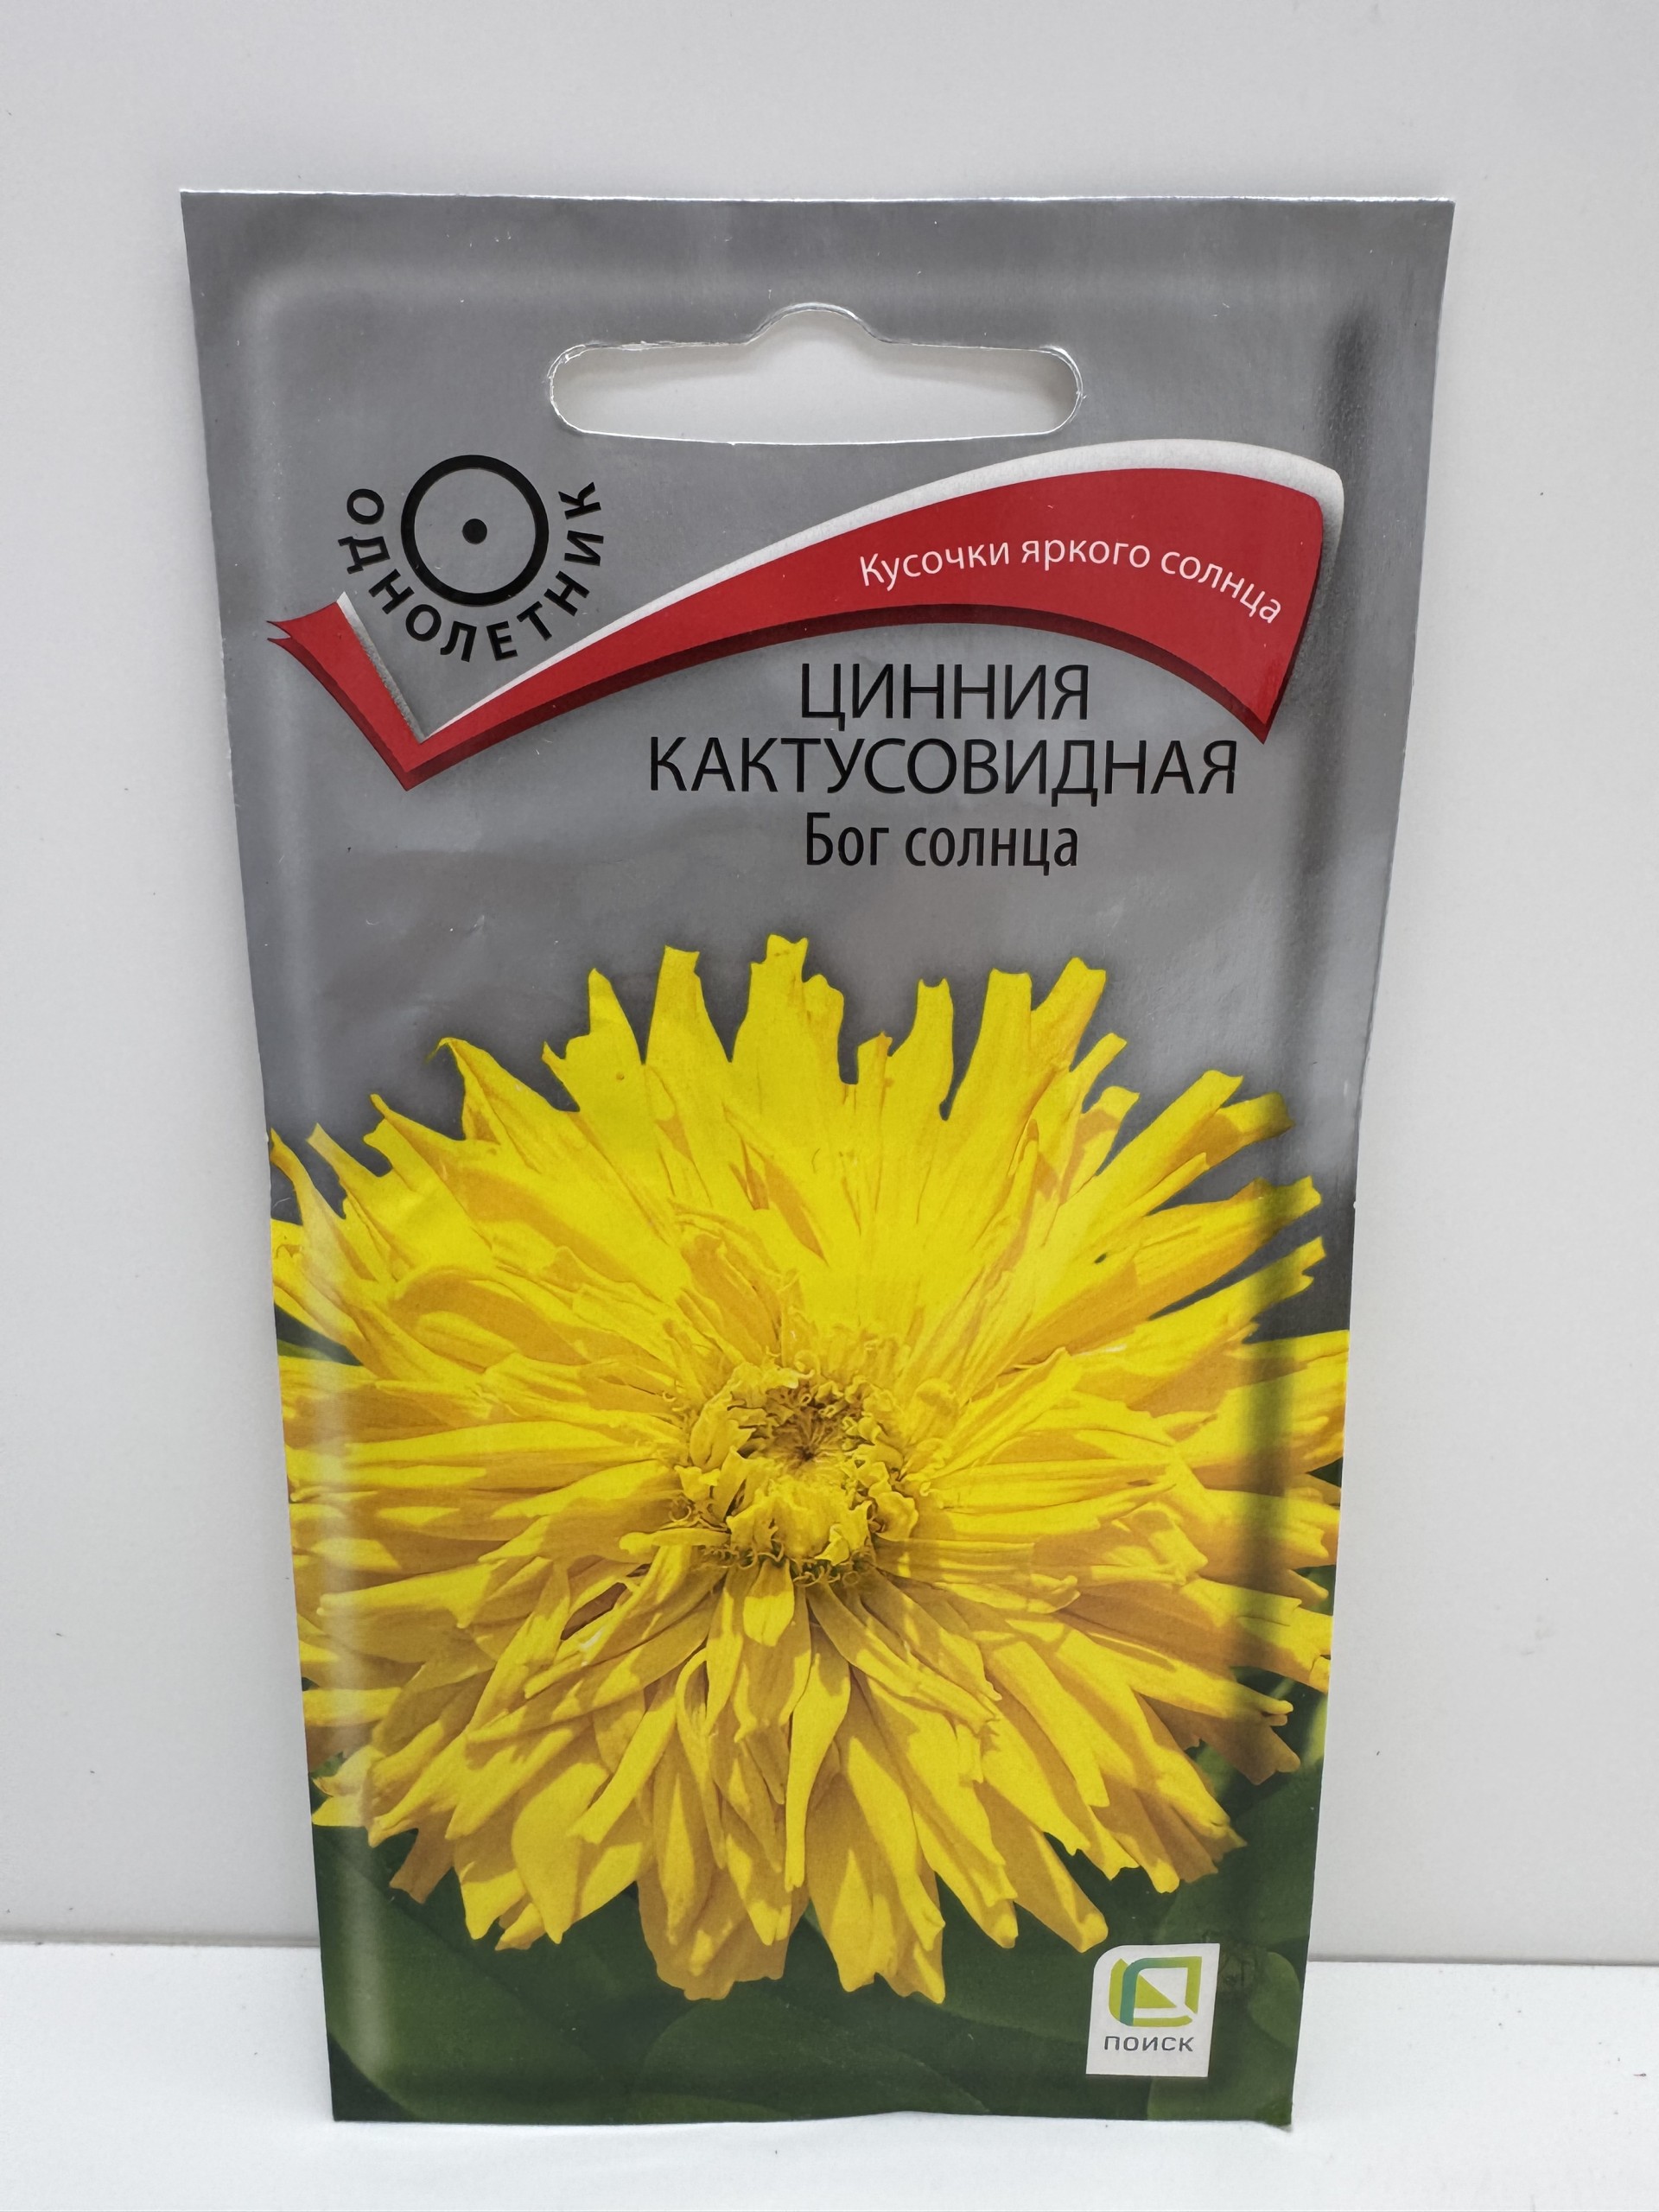 ОДНОЛЕТНИК
Кусочки яркого солнца
ЦИННИЯ
КАКТУСОВИДНАЯ
Бог солнца
ПОИСК